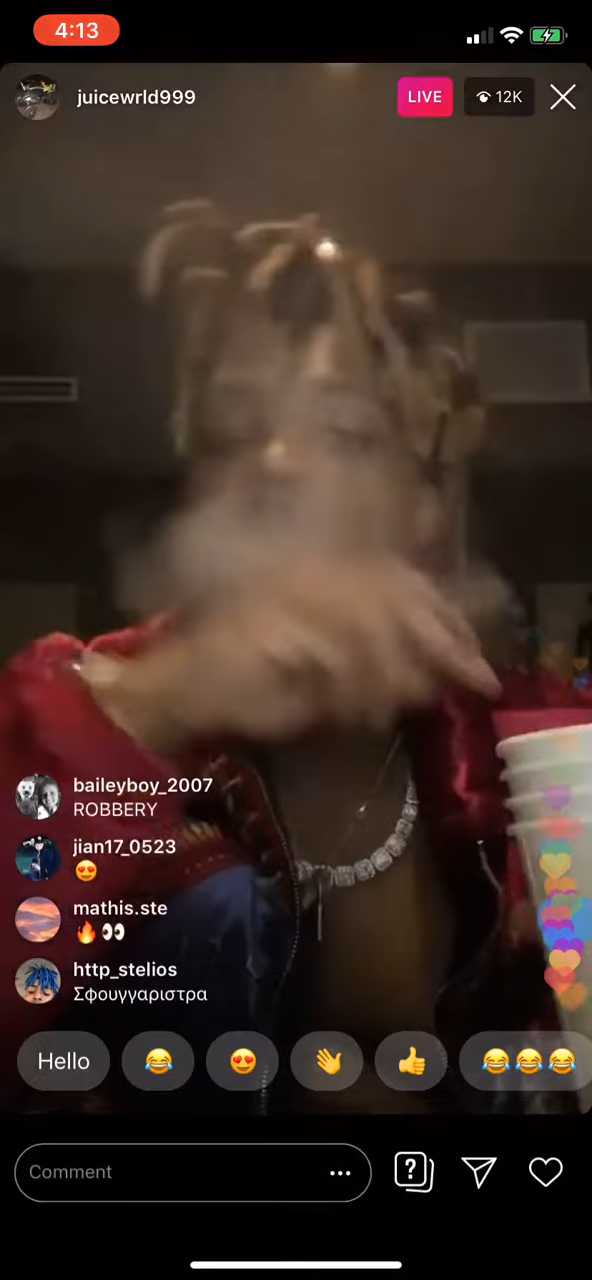 4:13
juicewrld999
LIVE
12K
baileyboy_2007
ROBBERY
jian17_0523
😍
mathis.ste
🔥👀
http_stelios
Σφουγγαριστρα
Hello
😂
😍
👋
👍
😂😂😂
Comment